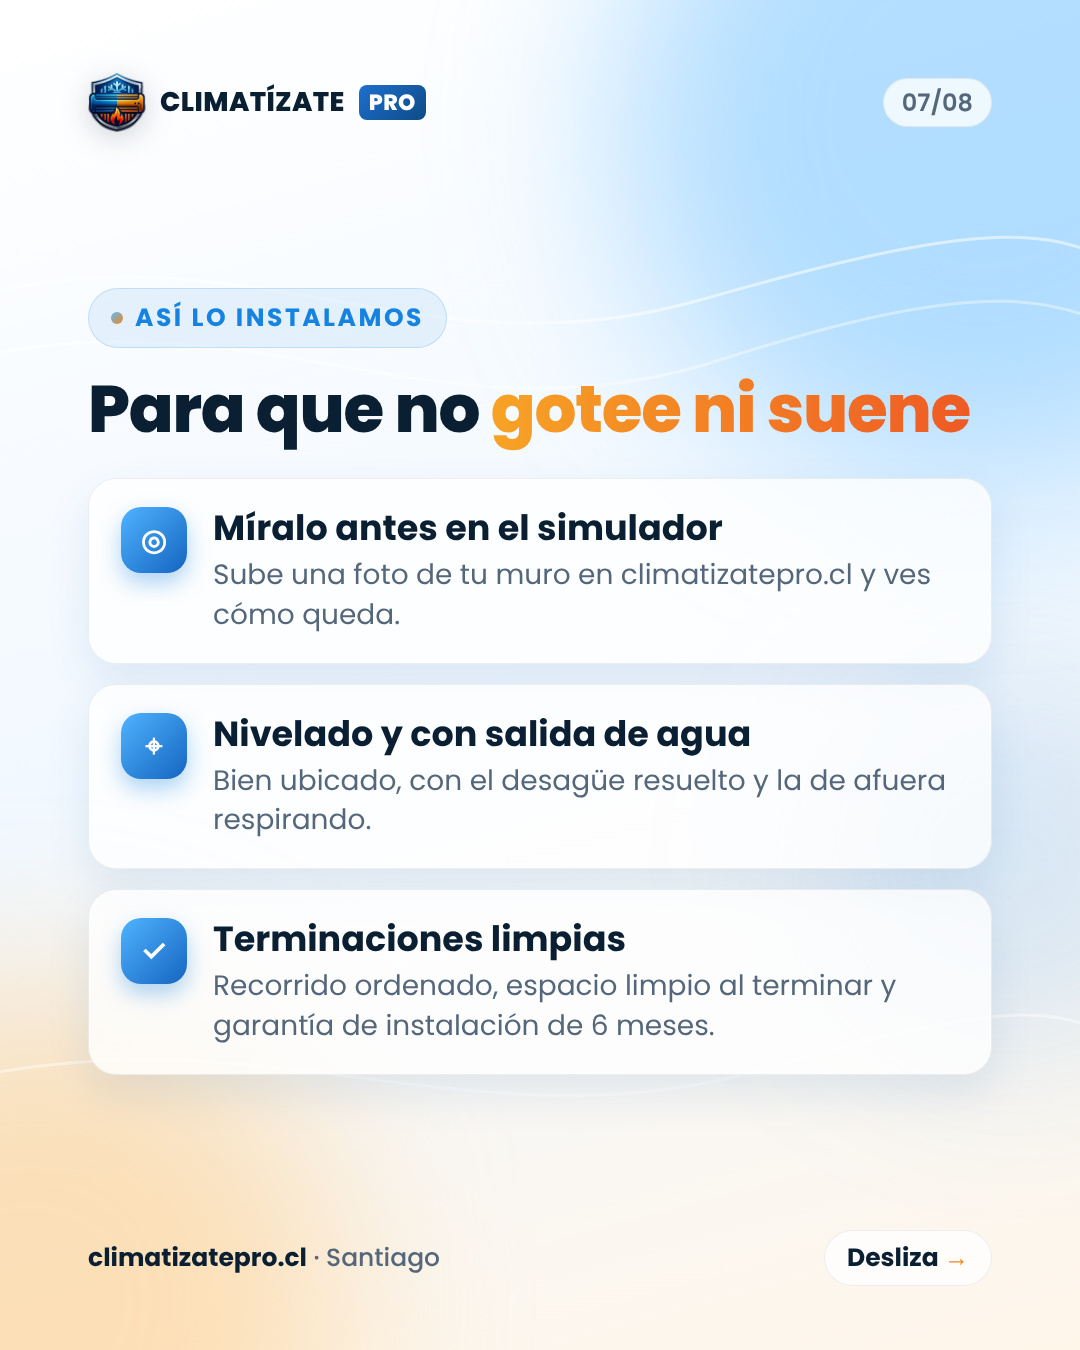 CLIMATÍZATE PRO
07/08
ASÍ LO INSTALAMOS
Para que no gotee ni suene
Míralo antes en el simulador
Sube una foto de tu muro en climatizatepro.cl y ves
cómo queda.
Nivelado y con salida de agua
Bien ubicado, con el desagüe resuelto y la de afuera
respirando.
Terminaciones limpias
Recorrido ordenado, espacio limpio al terminar y
garantía de instalación de 6 meses.
climatizatepro.cl · Santiago
Desliza →